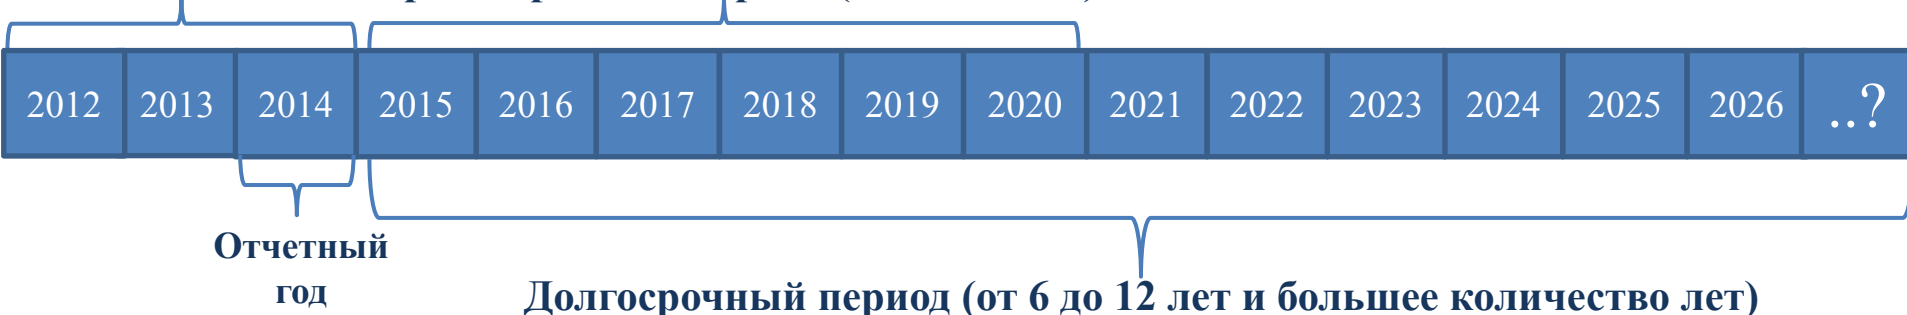 2012 2013 2014 2015 2016 2017 2018 2019 2020 2021 2022 2023 2024 2025 2026 ..?
Отчетный
год
Долгосрочный период (от 6 до 12 лет и большее количество лет)